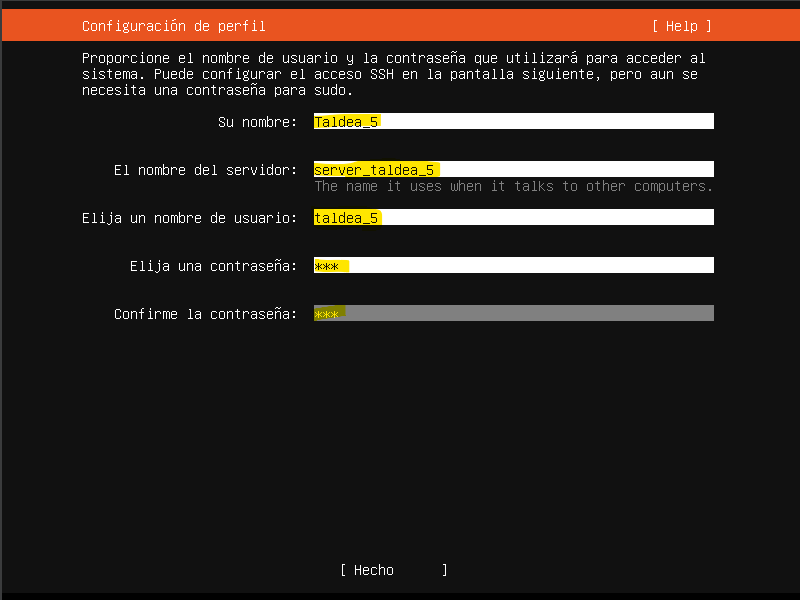 Configuración de perfil [ Help ]
Proporcione el nombre de usuario y la contraseña que utilizará para acceder al
sistema. Puede configurar el acceso SSH en la pantalla siguiente, pero aun se
necesita una contraseña para sudo.
Su nombre: Taldea_5
El nombre del servidor: server_taldea_5
The name it uses when it talks to other computers.
Elija un nombre de usuario: taldea_5
Elija una contraseña: ***
Confirme la contraseña: ***
[ Hecho ]